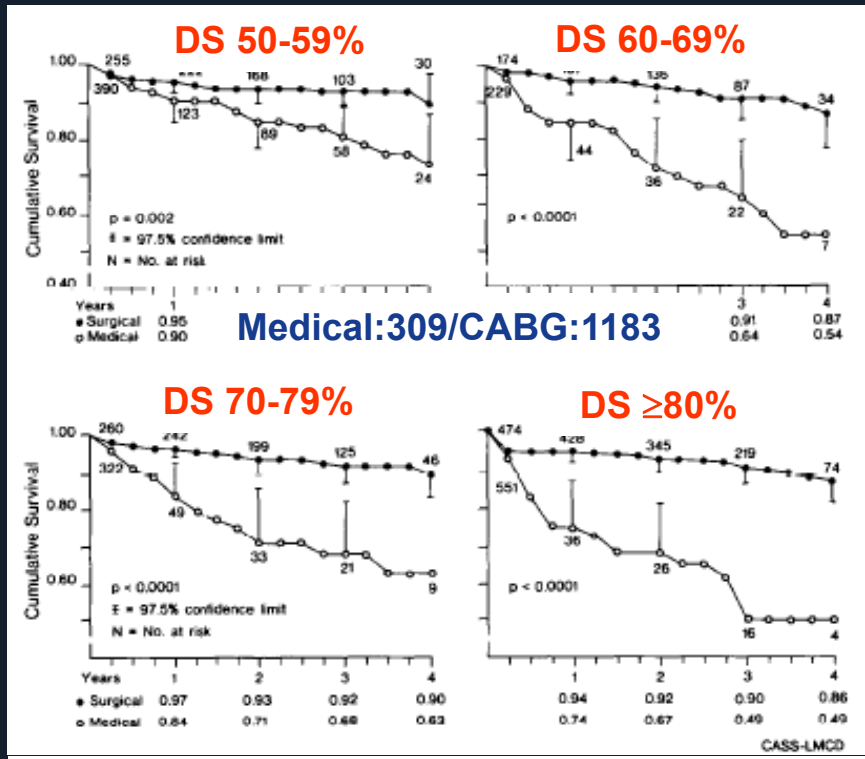 DS 50-59%
DS 60-69%
Cumulative Survival
1.00
0.80
0.60
0.40
255
168
103
30
390
123
89
58
24
p = 0.002
= 97.5% confidence limit
N = No. at risk
174
136
87
34
229
44
36
22
7
p < 0.0001
Years 1 3 4
Surgical 0.95 0.91 0.87
Medical 0.90 0.64 0.54
Medical:309/CABG:1183
DS 70-79%
DS ≥80%
Cumulative Survival
1.00
0.80
0.60
260
242
199
125
46
322
49
33
21
9
p < 0.0001
= 97.5% confidence limit
N = No. at risk
474
428
345
219
74
551
36
26
16
4
p < 0.0001
Years 1 2 3 4 1 2 3 4
Surgical 0.97 0.93 0.92 0.90 0.94 0.92 0.90 0.86
Medical 0.84 0.71 0.68 0.63 0.74 0.67 0.49 0.49
CASS-LMCD